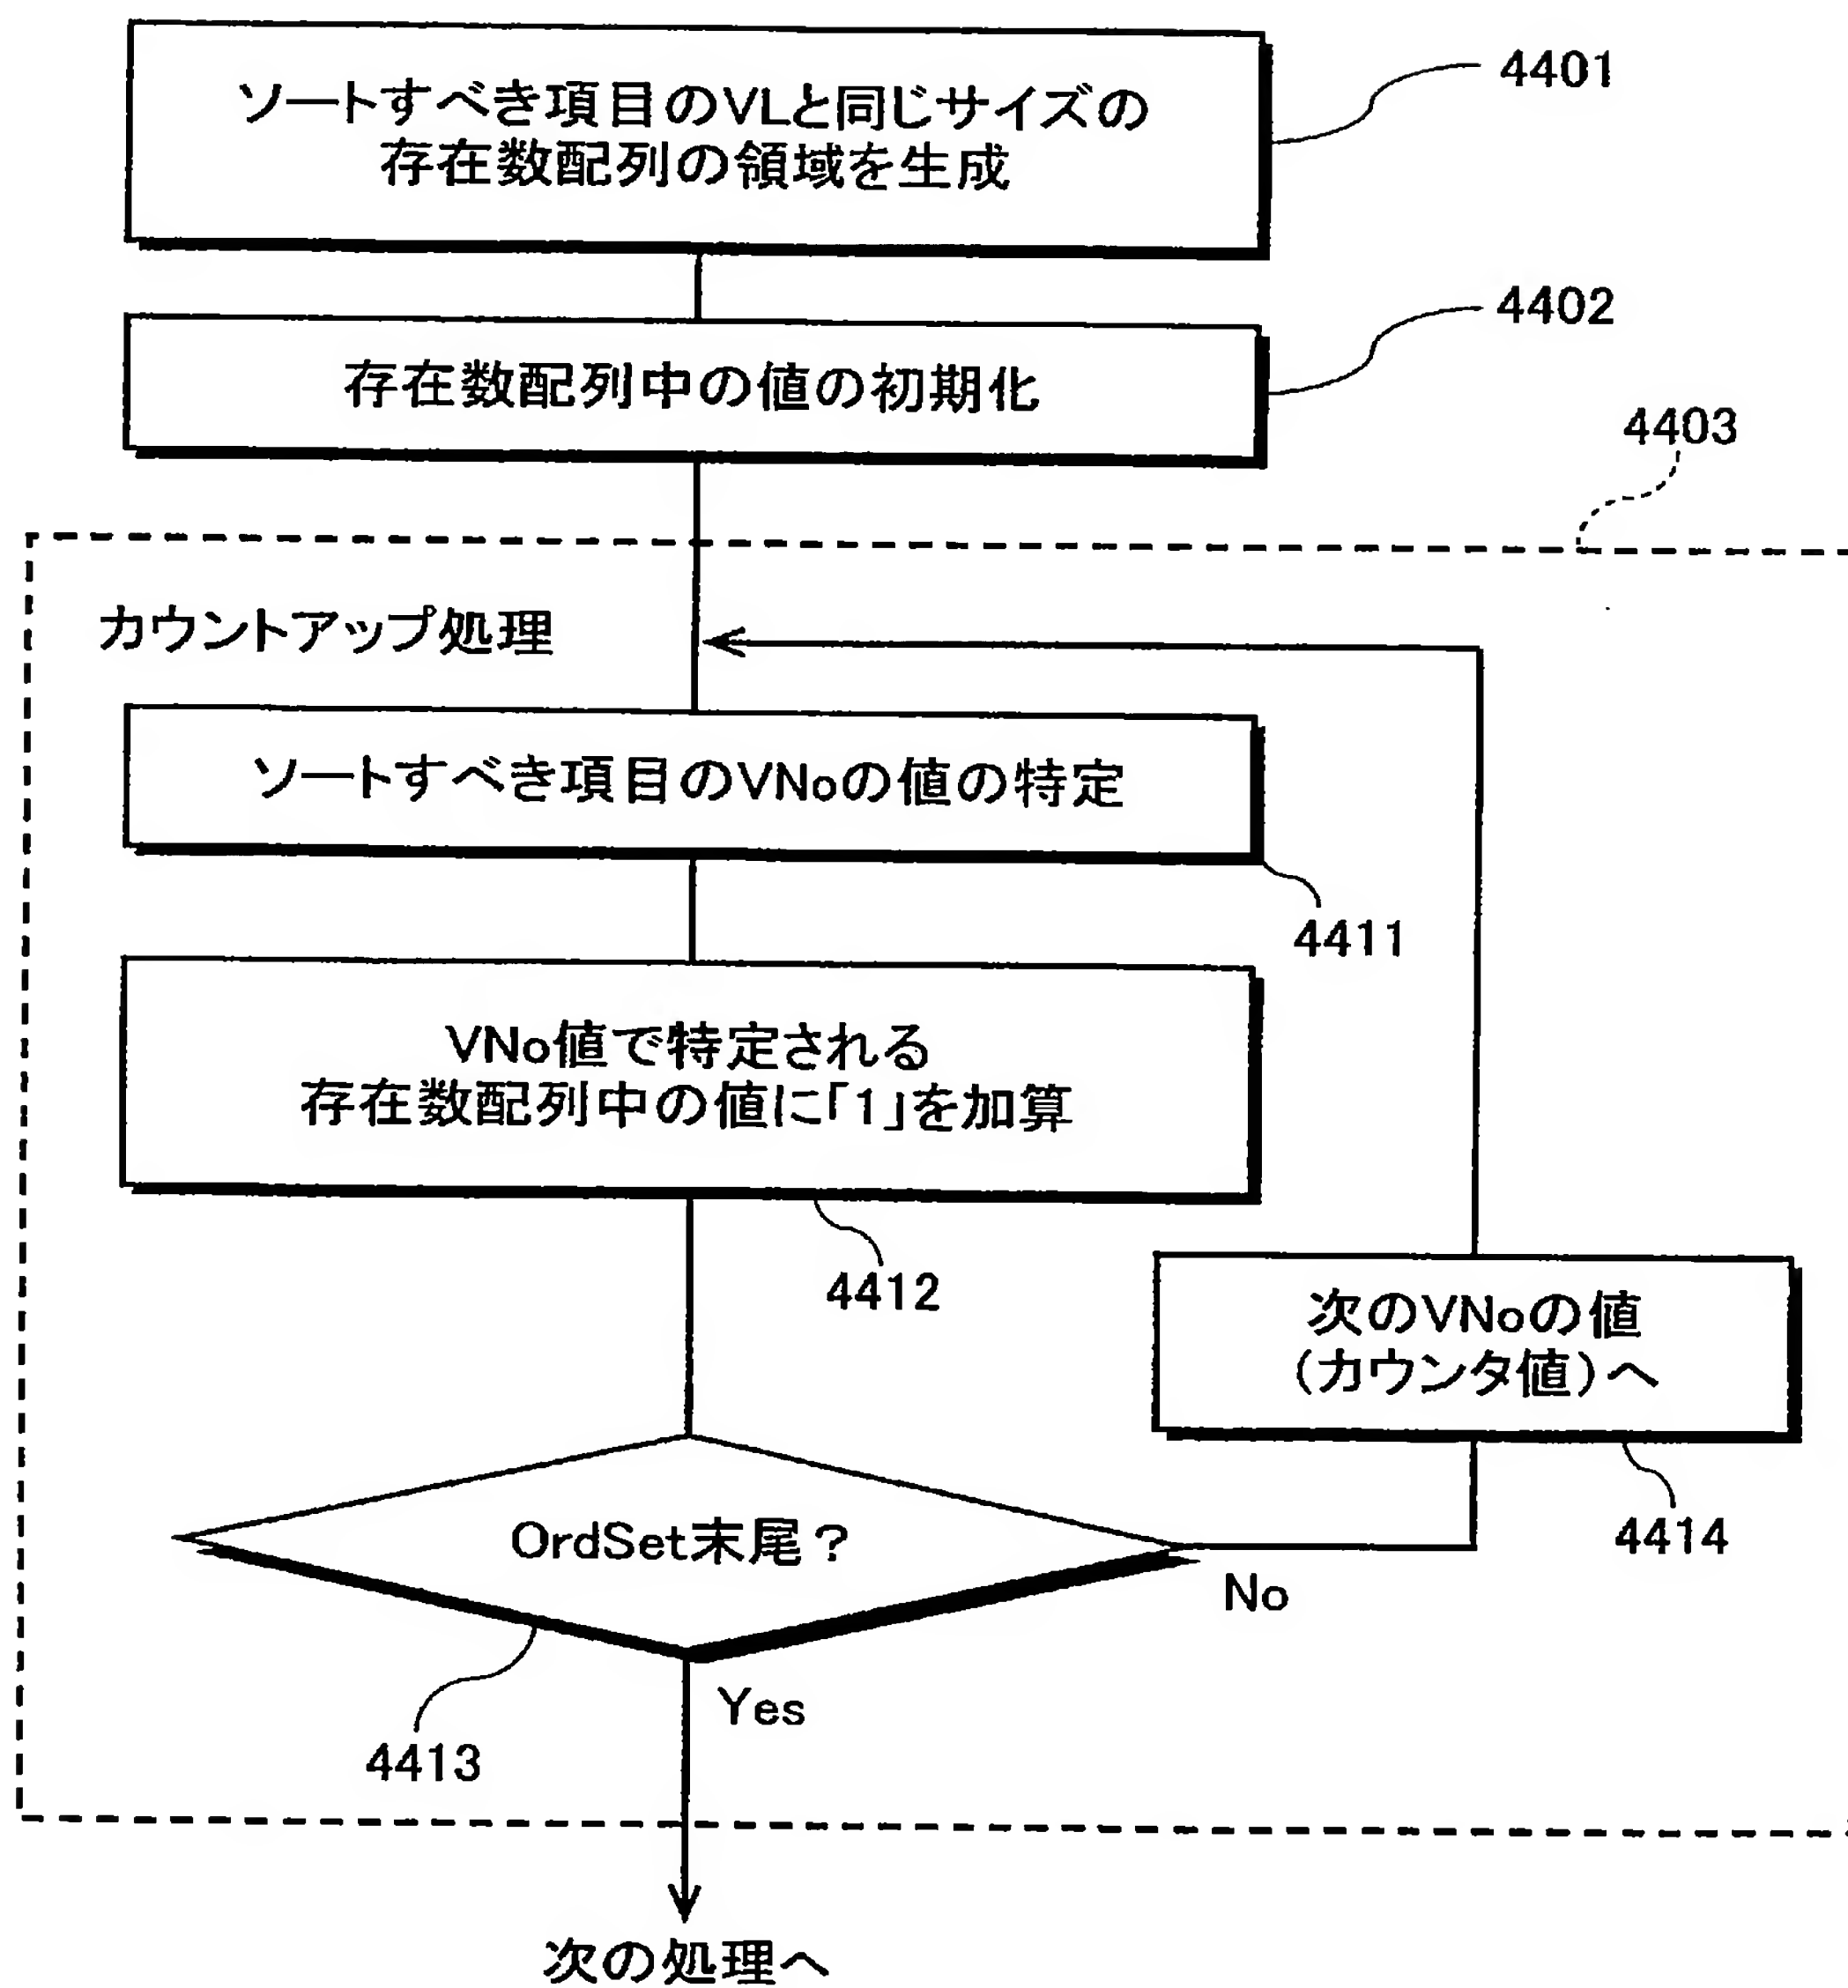 ソートすべき項目のVLと同じサイズの
存在数配列の領域を生成
4401
存在数配列中の値の初期化
4402
4403
カウントアップ処理
ソートすべき項目のVNoの値の特定
4411
VNo値で特定される
存在数配列中の値に「1」を加算
4412
次のVNoの値
(カウンタ値)へ
4414
OrdSet末尾?
No
Yes
4413
次の処理へ